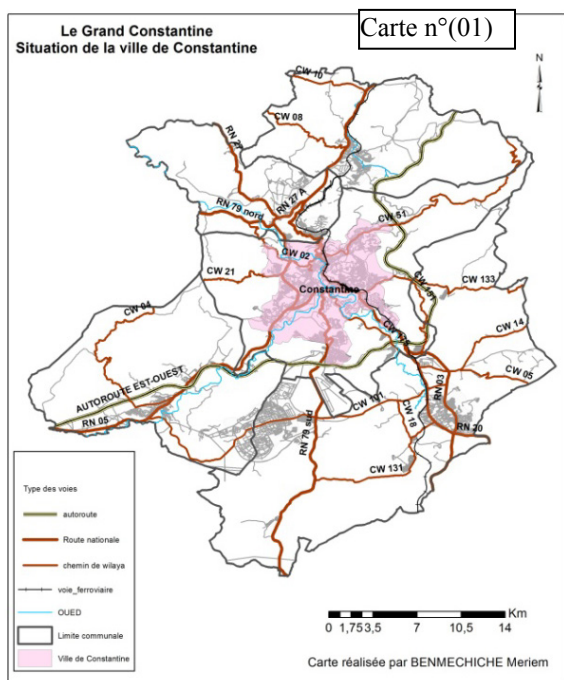 Le Grand Constantine
Situation de la ville de Constantine
Carte n°(01)
N
CW 10
CW 08
RN 27
RN 27 A
RN 79 nord
CW 51
CW 02
CW 21
CW 133
Constantine
CW 04
CW 14
CW 05
AUTOROUTE EST-OUEST
RN 03
RN 05
CW 101
CW 18
RN 79 sud
RN 20
CW 131
Type des voies
autoroute
Route nationale
chemin de wilaya
voie_ferroviaire
OUED
Limite communale
Ville de Constantine
Km
0 1,75 3,5 7 10,5 14
Carte réalisée par BENMECHICHE Meriem